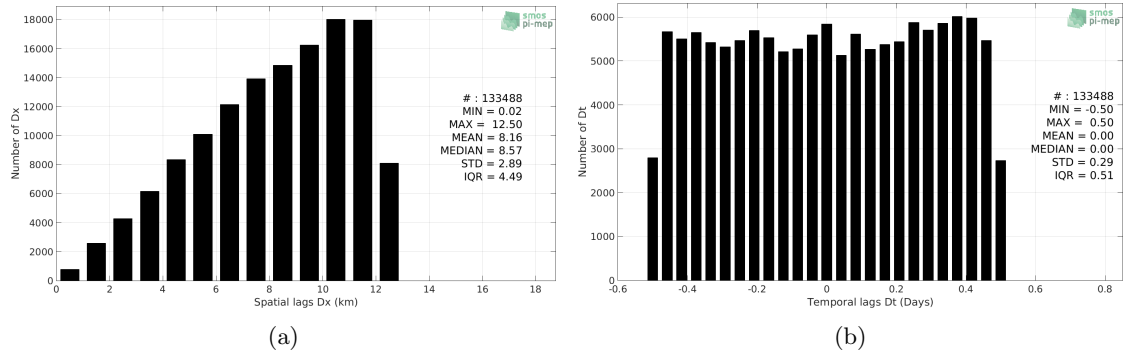 18000
16000
14000
12000
10000
8000
6000
4000
2000
0
Number of Dx
0 2 4 6 8 10 12 14 16 18
Spatial lags Dx (km)
smos
pi-mep
# : 133488
MIN = 0.02
MAX = 12.50
MEAN = 8.16
MEDIAN = 8.57
STD = 2.89
IQR = 4.49
(a)
6000
5000
4000
3000
2000
1000
0
Number of Dt
-0.6 -0.4 -0.2 0 0.2 0.4 0.6 0.8
Temporal lags Dt (Days)
smos
pi-mep
# : 133488
MIN = -0.50
MAX = 0.50
MEAN = 0.00
MEDIAN = 0.00
STD = 0.29
IQR = 0.51
(b)